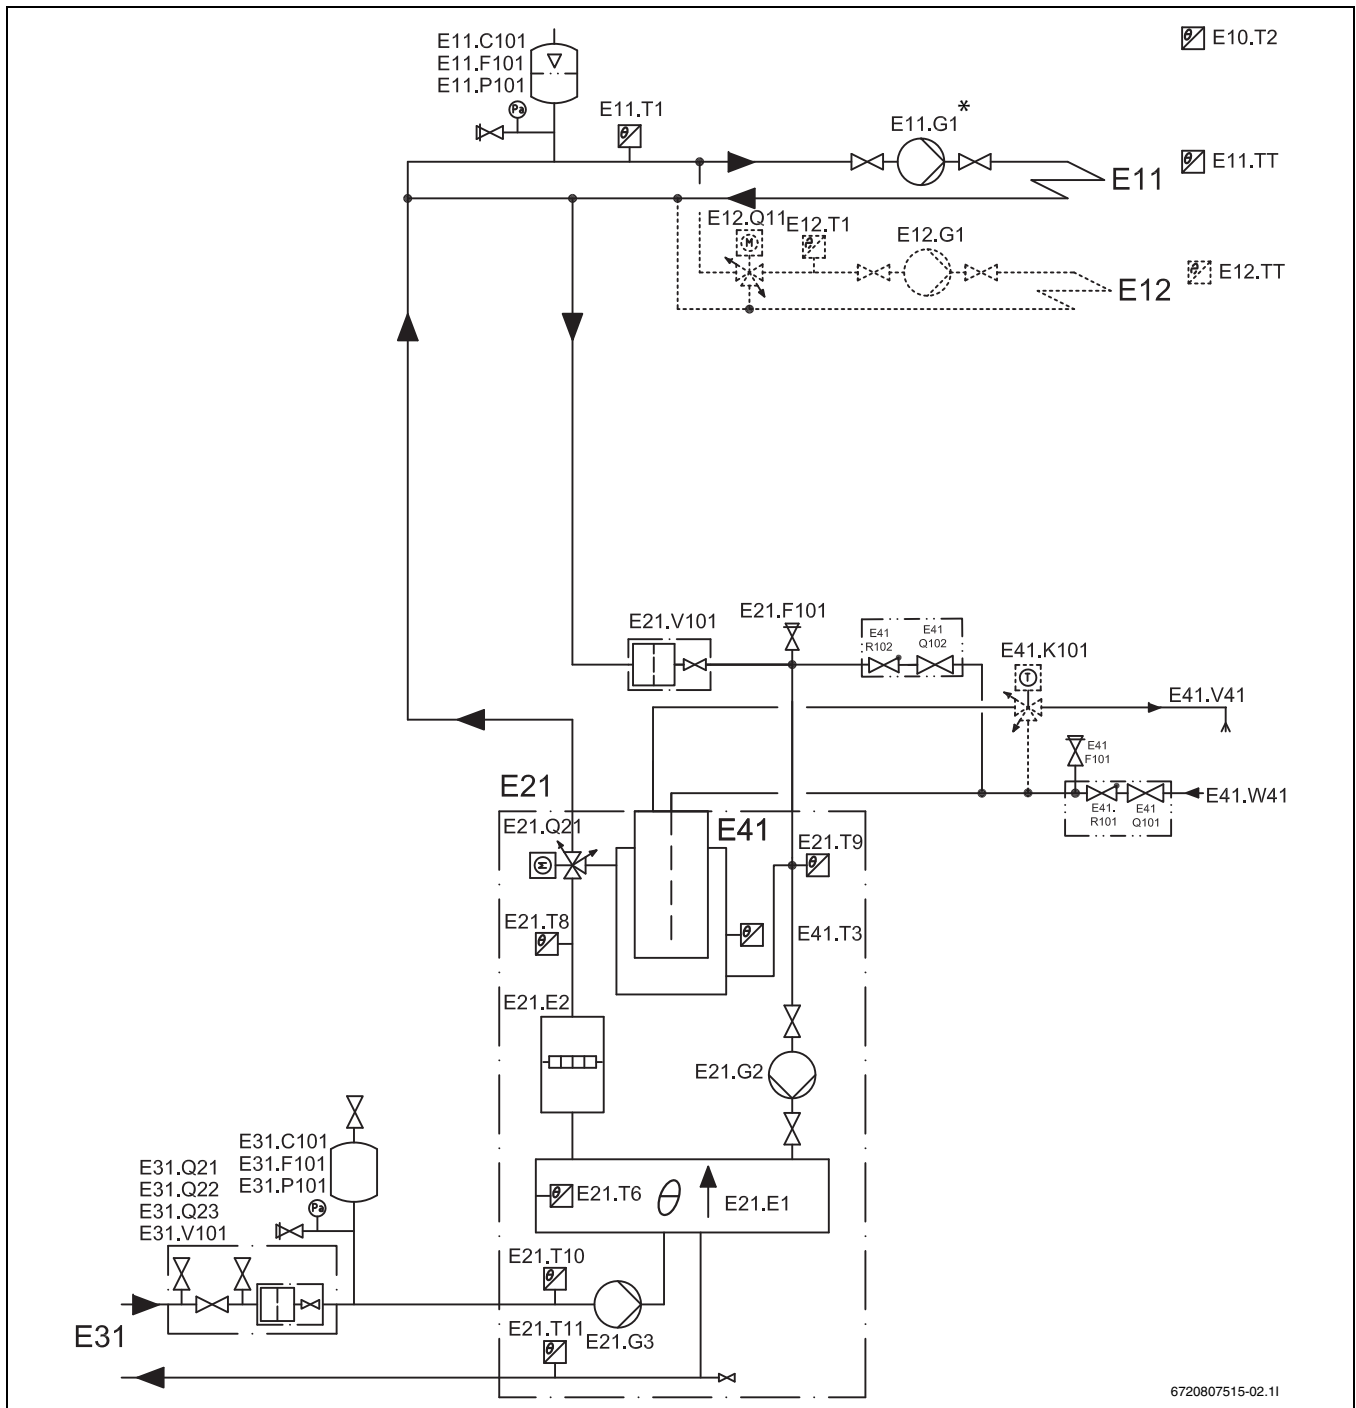 E11.C101
E11.F101
E11.P101
Pa
E11.T1
θ
E11.G1*
θ E10.T2
E11
θ E11.TT
E12.Q11
M
E12.T1
θ
E12.G1
E12
θ E12.TT
E21.V101
E21.F101
E41
R102
E41
Q102
E41.K101
T
E41.V41
E41
F101
E41.
R101
E41
Q101
E41.W41
E21
E21.Q21
M
E41
E21.T9
θ
E21.T8
θ
θ
E41.T3
E21.E2
E21.G2
E31.C101
E31.F101
E31.P101
Pa
E31.Q21
E31.Q22
E31.Q23
E31.V101
θ E21.T6
θ
E21.E1
E21.T10
θ
E21.G3
E31
E21.T11
θ
6720807515-02.1I